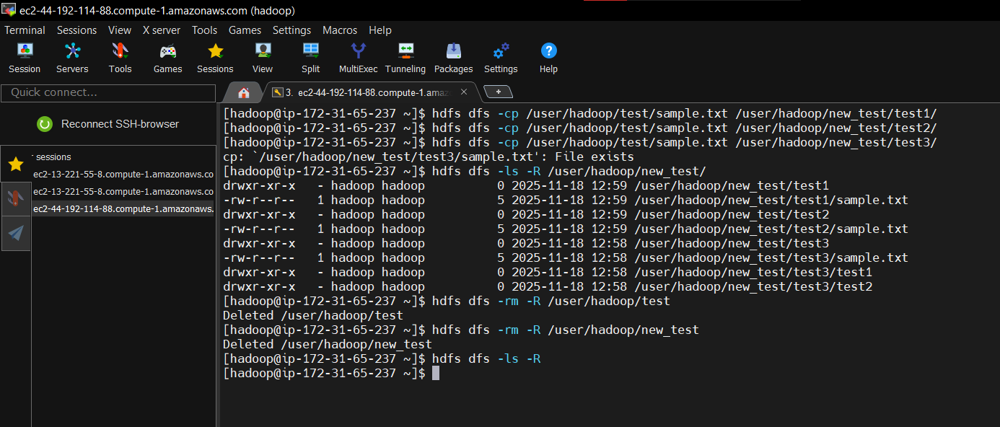 ec2-44-192-114-88.compute-1.amazonaws.com (hadoop)
Terminal Sessions View X server Tools Games Settings Macros Help
Session Servers Tools Games Sessions View Split MultiExec Tunneling Packages Settings Help
Quick connect...
3. ec2-44-192-114-88.compute-1.amaz
Reconnect SSH-browser
sessions
ec2-13-221-55-8.compute-1.amazonaws.co
ec2-13-221-55-8.compute-1.amazonaws.co
ec2-44-192-114-88.compute-1.amazonaws.
[hadoop@ip-172-31-65-237 ~]$ hdfs dfs -cp /user/hadoop/test/sample.txt /user/hadoop/new_test/test1/
[hadoop@ip-172-31-65-237 ~]$ hdfs dfs -cp /user/hadoop/test/sample.txt /user/hadoop/new_test/test2/
[hadoop@ip-172-31-65-237 ~]$ hdfs dfs -cp /user/hadoop/test/sample.txt /user/hadoop/new_test/test3/
cp: `/user/hadoop/new_test/test3/sample.txt': File exists
[hadoop@ip-172-31-65-237 ~]$ hdfs dfs -ls -R /user/hadoop/new_test/
drwxr-xr-x   - hadoop hadoop          0 2025-11-18 12:59 /user/hadoop/new_test/test1
-rw-r--r--   1 hadoop hadoop          5 2025-11-18 12:59 /user/hadoop/new_test/test1/sample.txt
drwxr-xr-x   - hadoop hadoop          0 2025-11-18 12:59 /user/hadoop/new_test/test2
-rw-r--r--   1 hadoop hadoop          5 2025-11-18 12:59 /user/hadoop/new_test/test2/sample.txt
drwxr-xr-x   - hadoop hadoop          0 2025-11-18 12:58 /user/hadoop/new_test/test3
-rw-r--r--   1 hadoop hadoop          5 2025-11-18 12:58 /user/hadoop/new_test/test3/sample.txt
drwxr-xr-x   - hadoop hadoop          0 2025-11-18 12:58 /user/hadoop/new_test/test3/test1
drwxr-xr-x   - hadoop hadoop          0 2025-11-18 12:58 /user/hadoop/new_test/test3/test2
[hadoop@ip-172-31-65-237 ~]$ hdfs dfs -rm -R /user/hadoop/test
Deleted /user/hadoop/test
[hadoop@ip-172-31-65-237 ~]$ hdfs dfs -rm -R /user/hadoop/new_test
Deleted /user/hadoop/new_test
[hadoop@ip-172-31-65-237 ~]$ hdfs dfs -ls -R
[hadoop@ip-172-31-65-237 ~]$